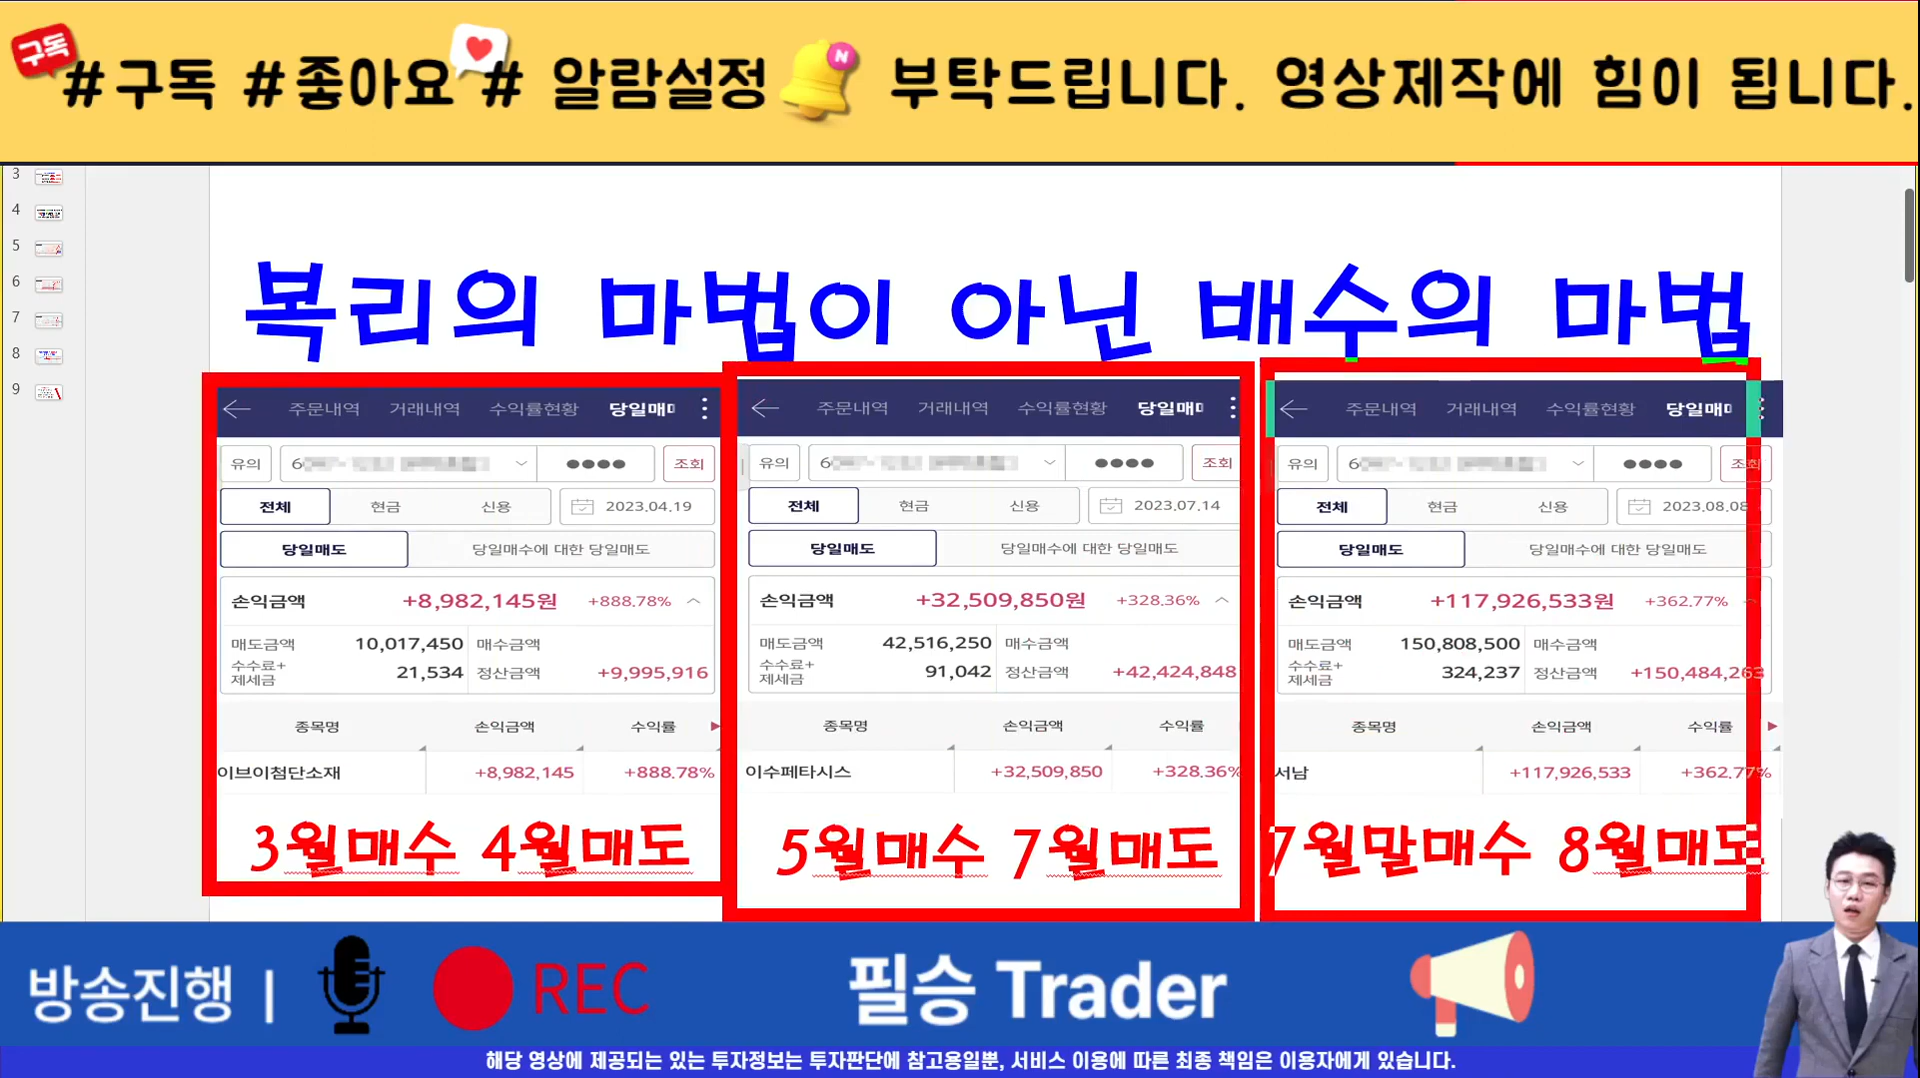 구독
#구독 #좋아요 # 알람설정 N 부탁드립니다. 영상제작에 힘이 됩니다.
3
4
5
6
7
8
9
복리의 마법이 아닌 배수의 마법
주문내역 거래내역 수익률현황 당일매매
유의 6 ●●●● 조회
전체 현금 신용 2023.04.19
당일매도 당일매수에 대한 당일매도
손익금액 +8,982,145원 +888.78%
매도금액 10,017,450 매수금액
수수료+제세금 21,534 정산금액 +9,995,916
종목명 손익금액 수익률
이브이첨단소재 +8,982,145 +888.78%
3월매수 4월매도
주문내역 거래내역 수익률현황 당일매매
유의 6 ●●●● 조회
전체 현금 신용 2023.07.14
당일매도 당일매수에 대한 당일매도
손익금액 +32,509,850원 +328.36%
매도금액 42,516,250 매수금액
수수료+제세금 91,042 정산금액 +42,424,848
종목명 손익금액 수익률
이수페타시스 +32,509,850 +328.36%
5월매수 7월매도
주문내역 거래내역 수익률현황 당일매매
유의 6 ●●●● 조회
전체 현금 신용 2023.08.08
당일매도 당일매수에 대한 당일매도
손익금액 +117,926,533원 +362.77%
매도금액 150,808,500 매수금액
수수료+제세금 324,237 정산금액 +150,484,263
종목명 손익금액 수익률
서남 +117,926,533 +362.77%
7월말매수 8월매도
방송진행 | REC 필승 Trader
해당 영상에 제공되는 있는 투자정보는 투자판단에 참고용일뿐, 서비스 이용에 따른 최종 책임은 이용자에게 있습니다.